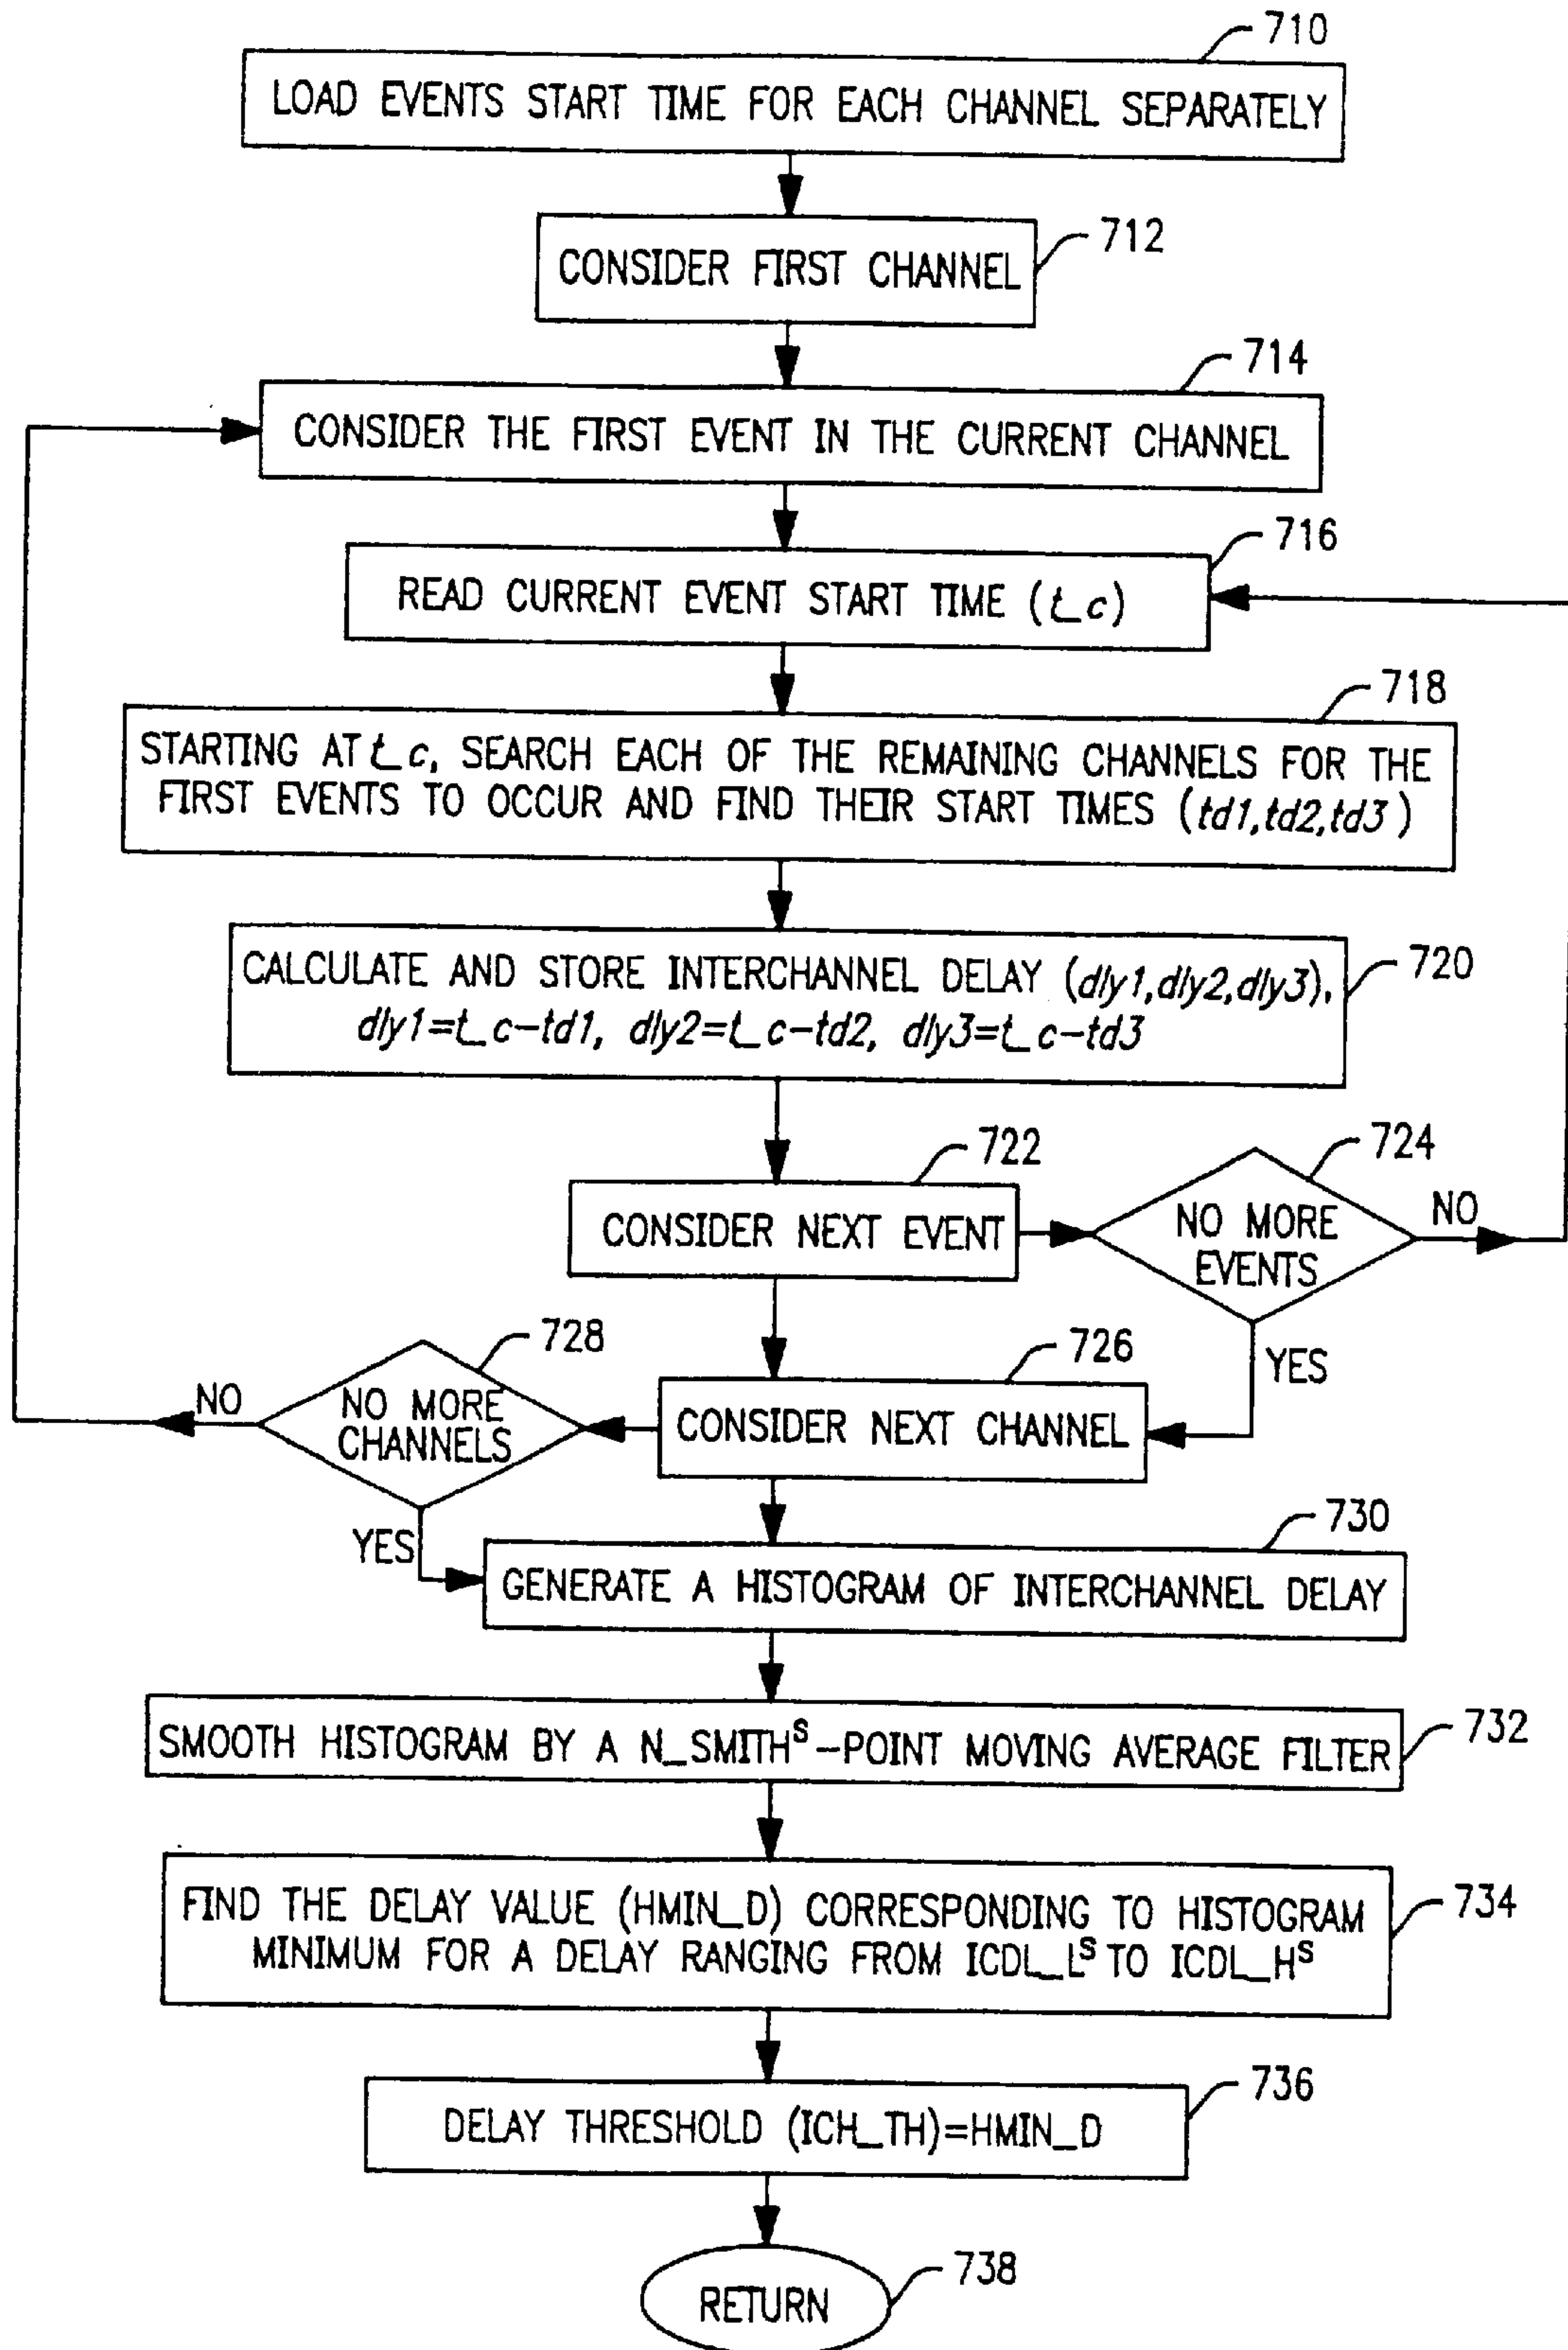 710
LOAD EVENTS START TIME FOR EACH CHANNEL SEPARATELY
712
CONSIDER FIRST CHANNEL
714
CONSIDER THE FIRST EVENT IN THE CURRENT CHANNEL
716
READ CURRENT EVENT START TIME (t_c)
718
STARTING AT t_c, SEARCH EACH OF THE REMAINING CHANNELS FOR THE
FIRST EVENTS TO OCCUR AND FIND THEIR START TIMES (td1,td2,td3)
720
CALCULATE AND STORE INTERCHANNEL DELAY (dly1,dly2,dly3),
dly1=t_c-td1, dly2=t_c-td2, dly3=t_c-td3
722
CONSIDER NEXT EVENT
724
NO MORE
EVENTS
NO
YES
726
CONSIDER NEXT CHANNEL
728
NO MORE
CHANNELS
NO
YES
730
GENERATE A HISTOGRAM OF INTERCHANNEL DELAY
732
SMOOTH HISTOGRAM BY A N_SMITH^S-POINT MOVING AVERAGE FILTER
734
FIND THE DELAY VALUE (HMIN_D) CORRESPONDING TO HISTOGRAM
MINIMUM FOR A DELAY RANGING FROM ICDL_L^S TO ICDL_H^S
736
DELAY THRESHOLD (ICH_TH)=HMIN_D
738
RETURN